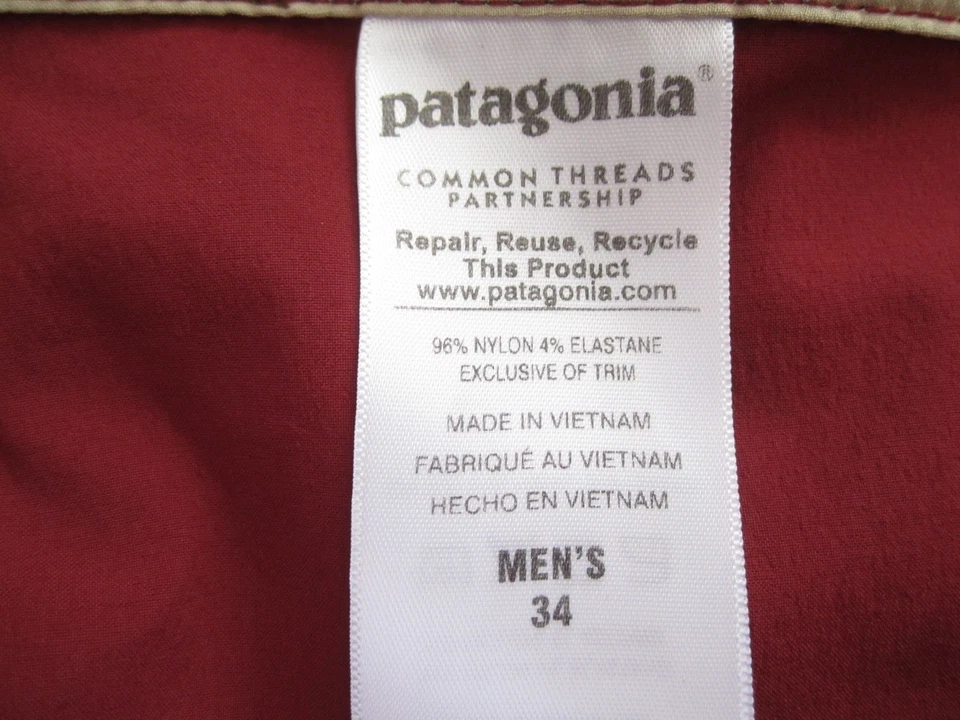 patagonia®
COMMON THREADS
PARTNERSHIP
Repair, Reuse, Recycle
This Product
www.patagonia.com
96% NYLON 4% ELASTANE
EXCLUSIVE OF TRIM
MADE IN VIETNAM
FABRIQUÉ AU VIETNAM
HECHO EN VIETNAM
MEN'S
34